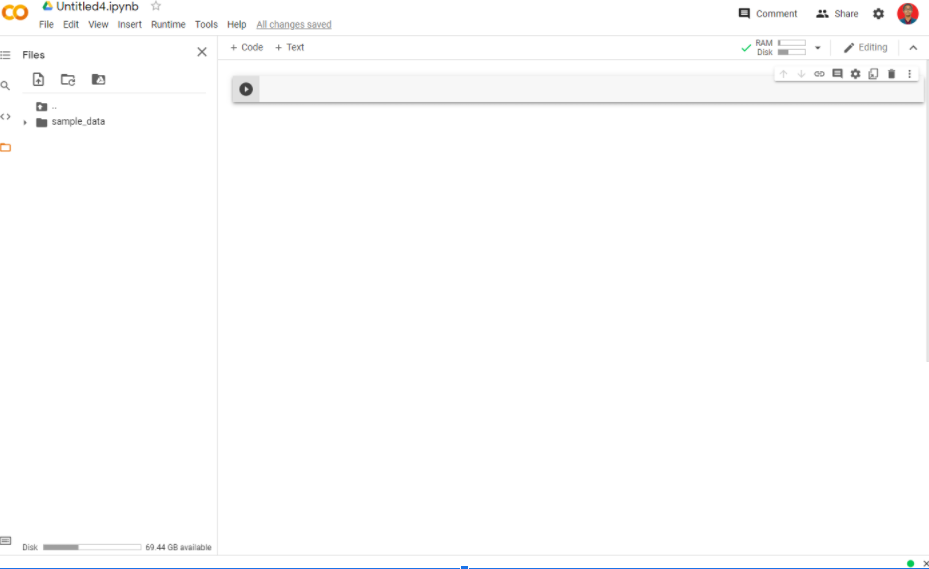 Untitled4.ipynb
File Edit View Insert Runtime Tools Help All changes saved
Comment Share
Files
+ Code + Text
RAM
Disk
Editing
..
sample_data
Disk 69.44 GB available